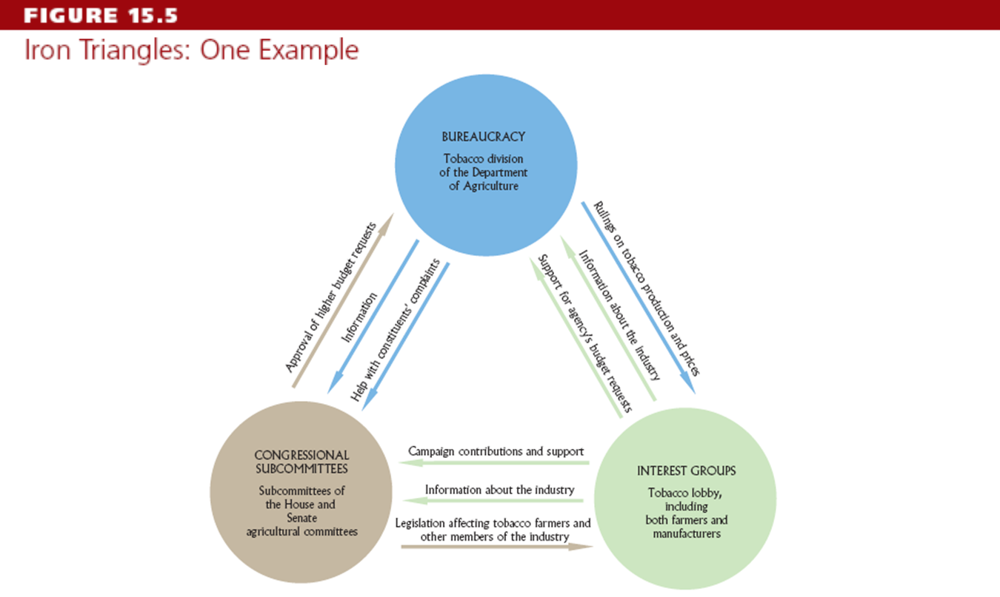 FIGURE 15.5
Iron Triangles: One Example
BUREAUCRACY
Tobacco division
of the Department
of Agriculture
Approval of higher budget requests
Information
Help with constituents' complaints
Support for agency's budget requests
Information about the industry
Rulings on tobacco production and prices
CONGRESSIONAL
SUBCOMMITTEES
Subcommittees of
the House and
Senate
agricultural committees
Campaign contributions and support
Information about the industry
Legislation affecting tobacco farmers and
other members of the industry
INTEREST GROUPS
Tobacco lobby,
including
both farmers and
manufacturers